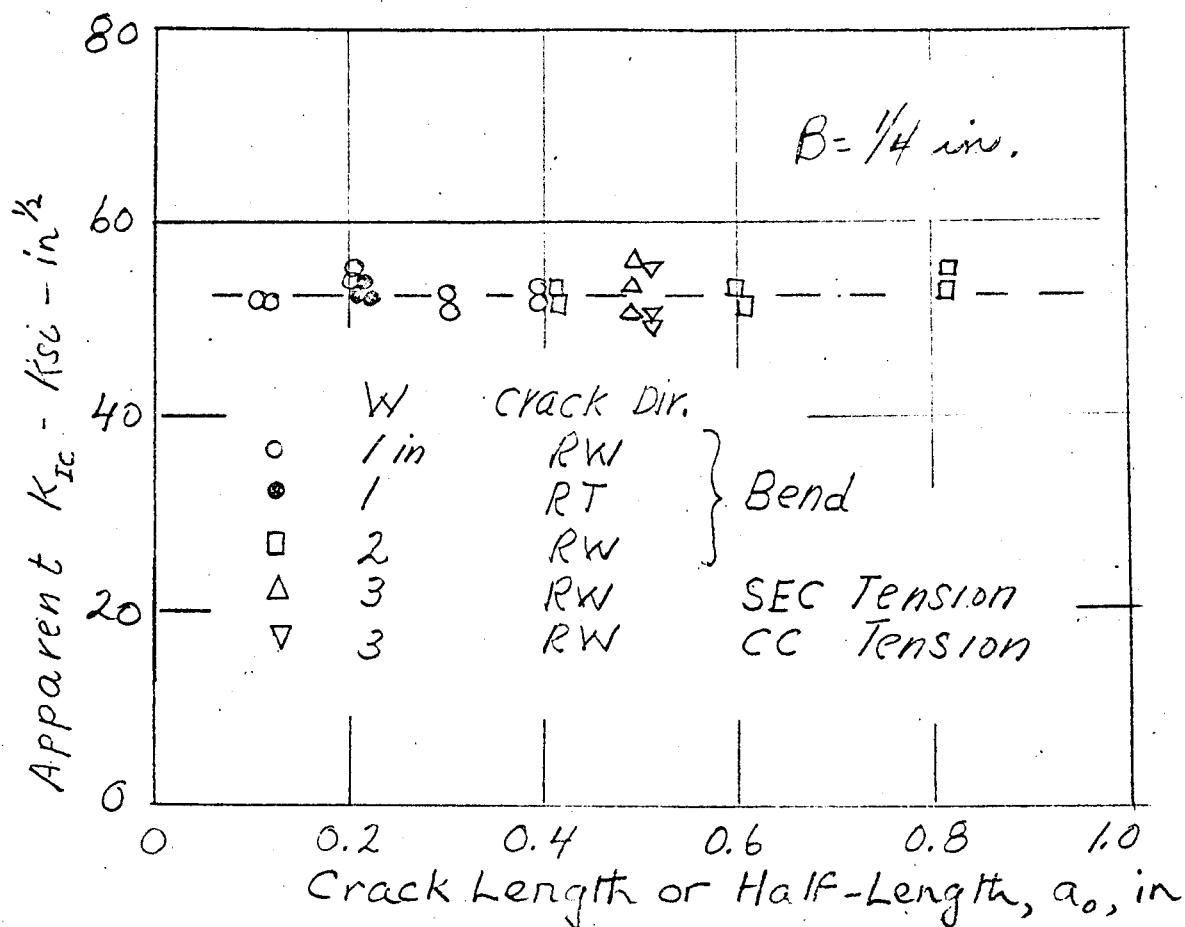 80
B= 1/4 in.
60
40
20
0
Apparent K_Ic - Ksi - in^1/2
W Crack Dir.
1 in RW
1 RT
2 RW
Bend
3 RW SEC Tension
3 RW CC Tension
0 0.2 0.4 0.6 0.8 1.0
Crack Length or Half-Length, a₀, in